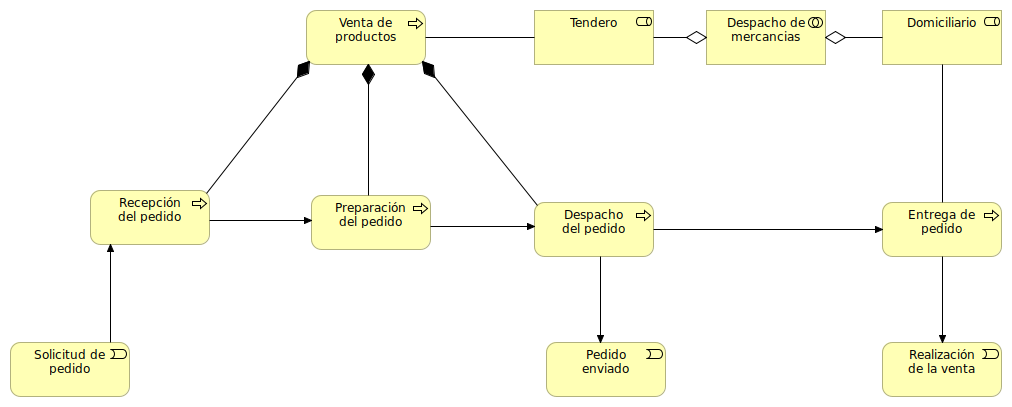 Venta de
productos
Tendero
Despacho de
mercancias
Domiciliario
Recepción
del pedido
Preparación
del pedido
Despacho
del pedido
Entrega de
pedido
Solicitud de
pedido
Pedido
enviado
Realización
de la venta